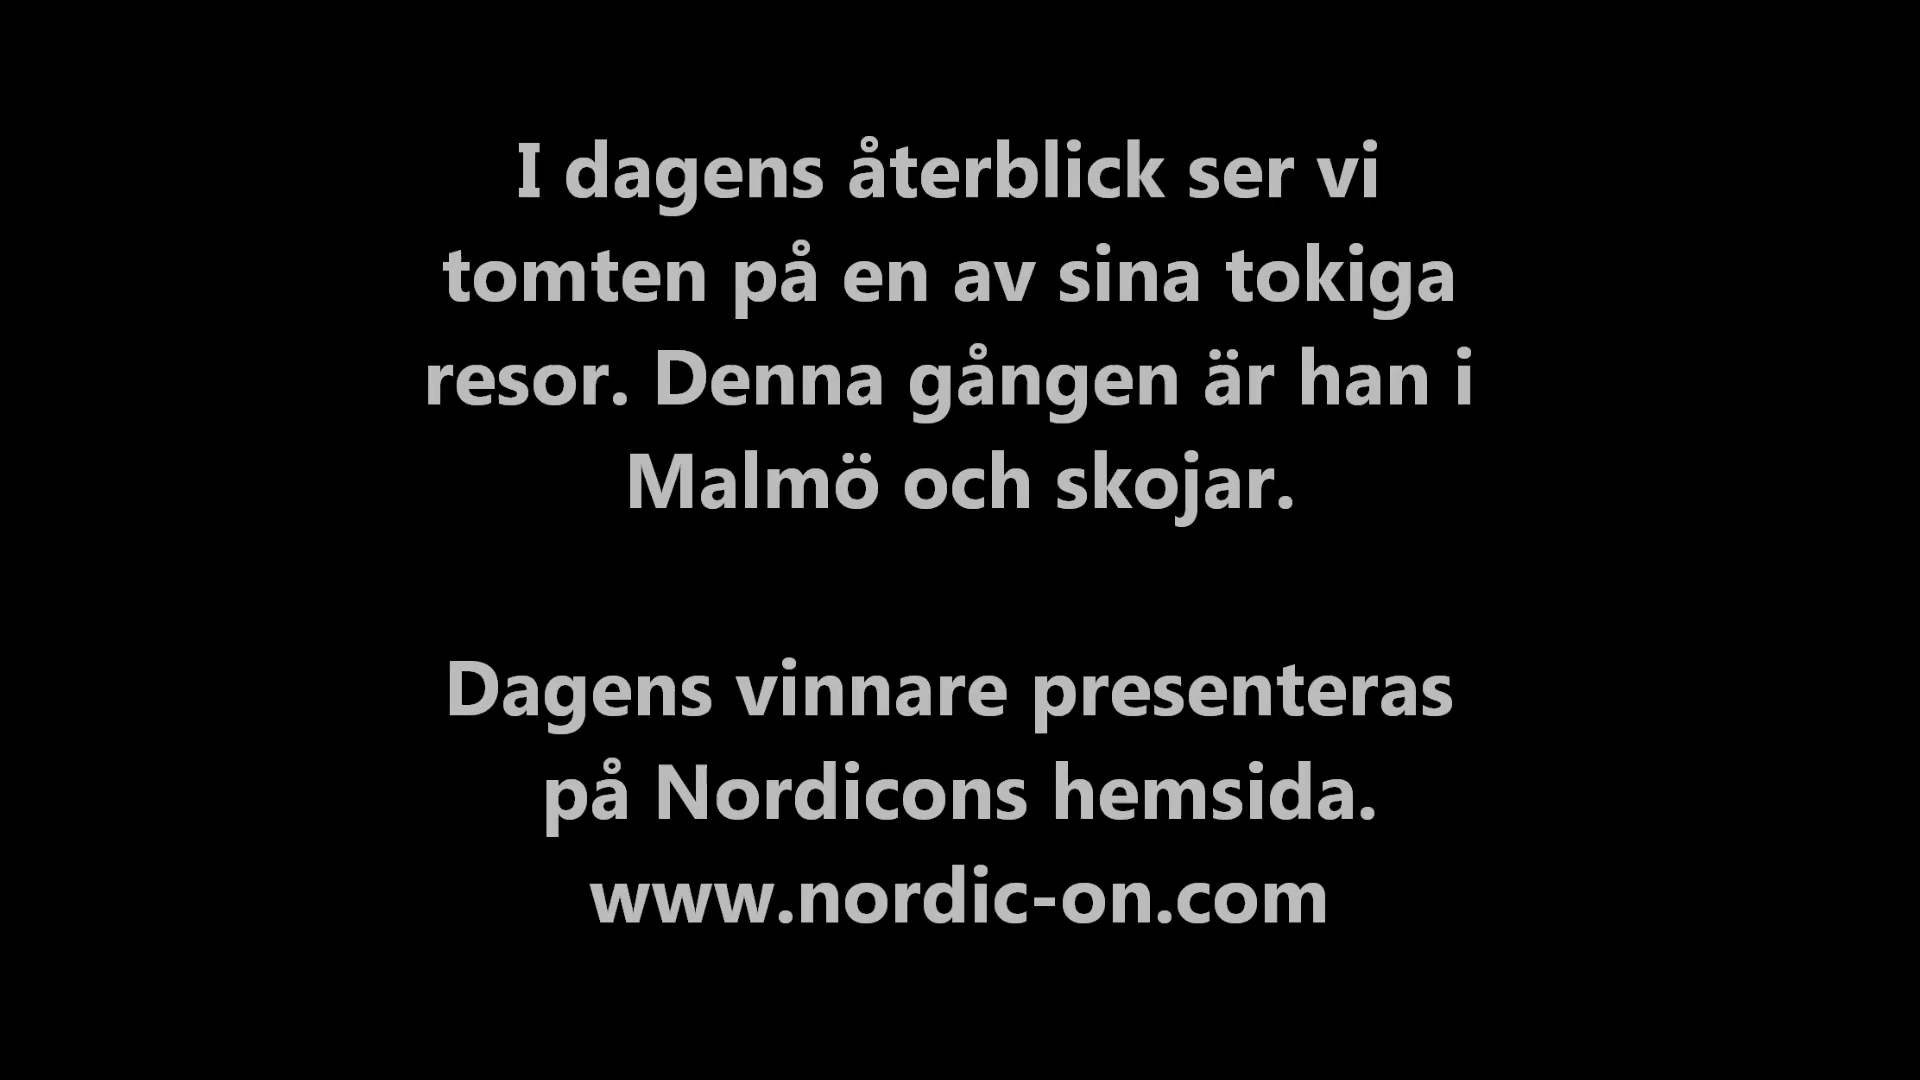 I dagens återblick ser vi
tomten på en av sina tokiga
resor. Denna gången är han i
Malmö och skojar.
Dagens vinnare presenteras
på Nordicons hemsida.
www.nordic-on.com